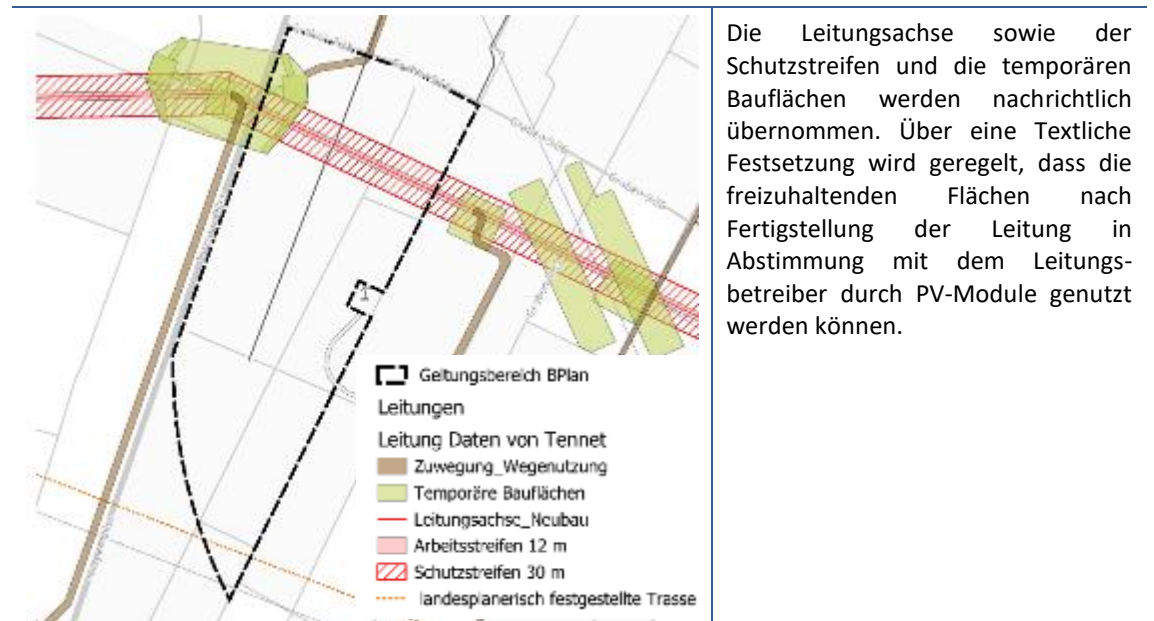 Die Leitungsachse sowie der
Schutzstreifen und die temporären
Bauflächen werden nachrichtlich
übernommen. Über eine Textliche
Festsetzung wird geregelt, dass die
freizuhaltenden Flächen nach
Fertigstellung der Leitung in
Abstimmung mit dem Leitungs-
betreiber durch PV-Module genutzt
werden können.
1
Geltungsbereich BPlan
Leitungen
Leitung Daten von Tennet
Zuwegung_Wegenutzung
Temporäre Bauflächen
Leitungsachse_Neubau
Arbeitsstreifen 12 m
Schutzstreifen 30 m
landesplanerisch festgestellte Trasse